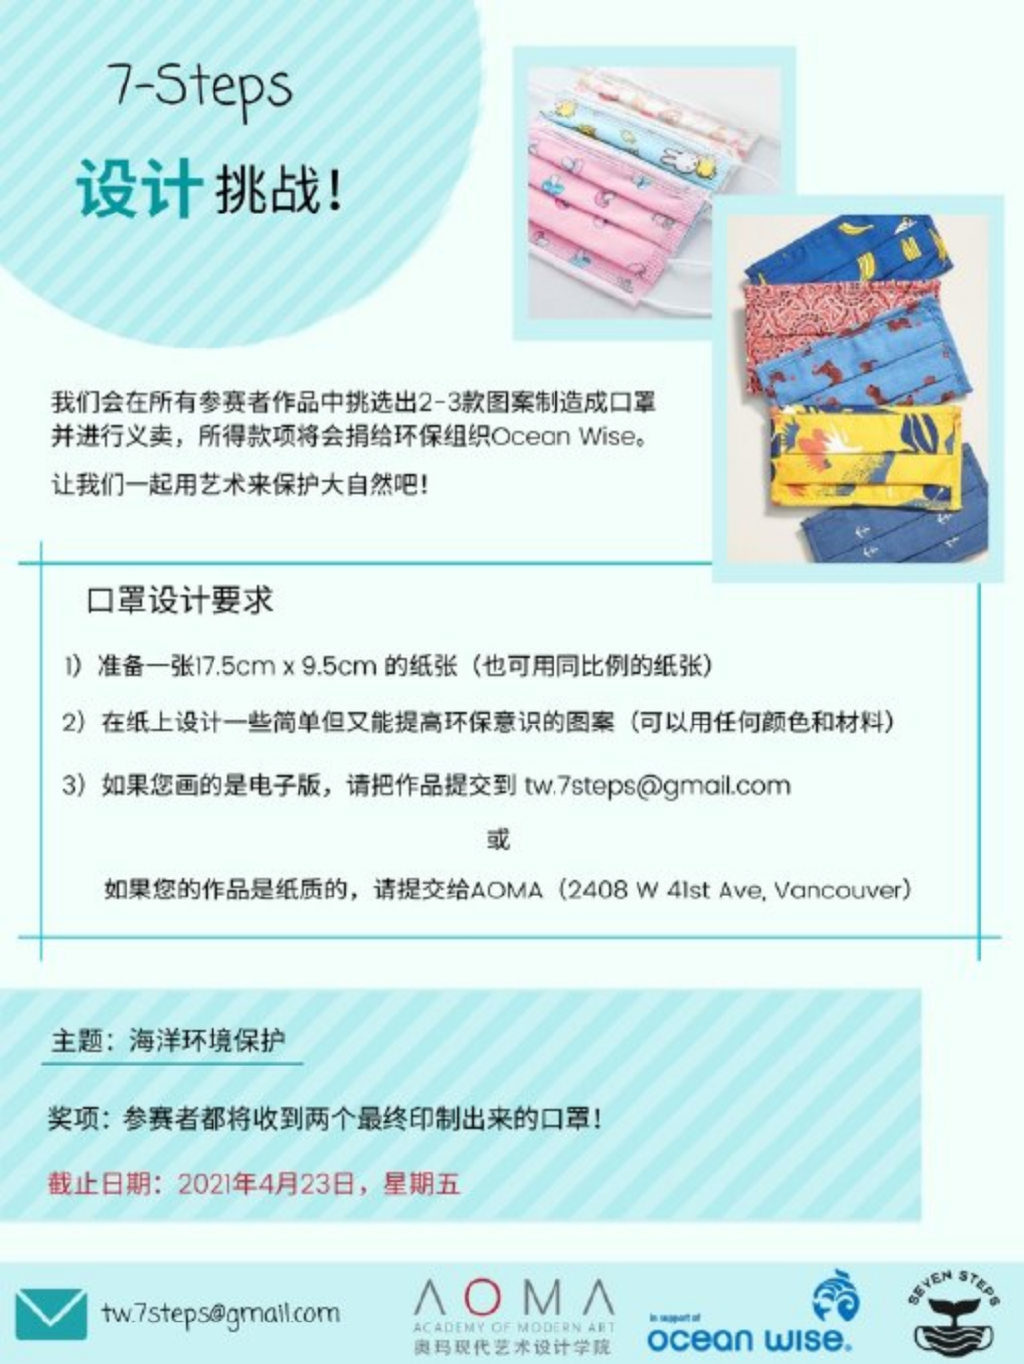 7-Steps
设计挑战！
我们会在所有参赛者作品中挑选出2-3款图案制造成口罩
并进行义卖，所得款项将会捐给环保组织Ocean Wise。
让我们一起用艺术来保护大自然吧！
口罩设计要求
1）准备一张17.5cm x 9.5cm 的纸张（也可用同比例的纸张）
2）在纸上设计一些简单但又能提高环保意识的图案（可以用任何颜色和材料）
3）如果您画的是电子版，请把作品提交到 tw.7steps@gmail.com
或
如果您的作品是纸质的，请提交给AOMA（2408 W 41st Ave, Vancouver）
主题：海洋环境保护
奖项：参赛者都将收到两个最终印制出来的口罩！
截止日期：2021年4月23日，星期五
tw.7steps@gmail.com
AOMA
ACADEMY OF MODERN ART
奥玛现代艺术设计学院
in support of
ocean wise.
SEVEN STEPS